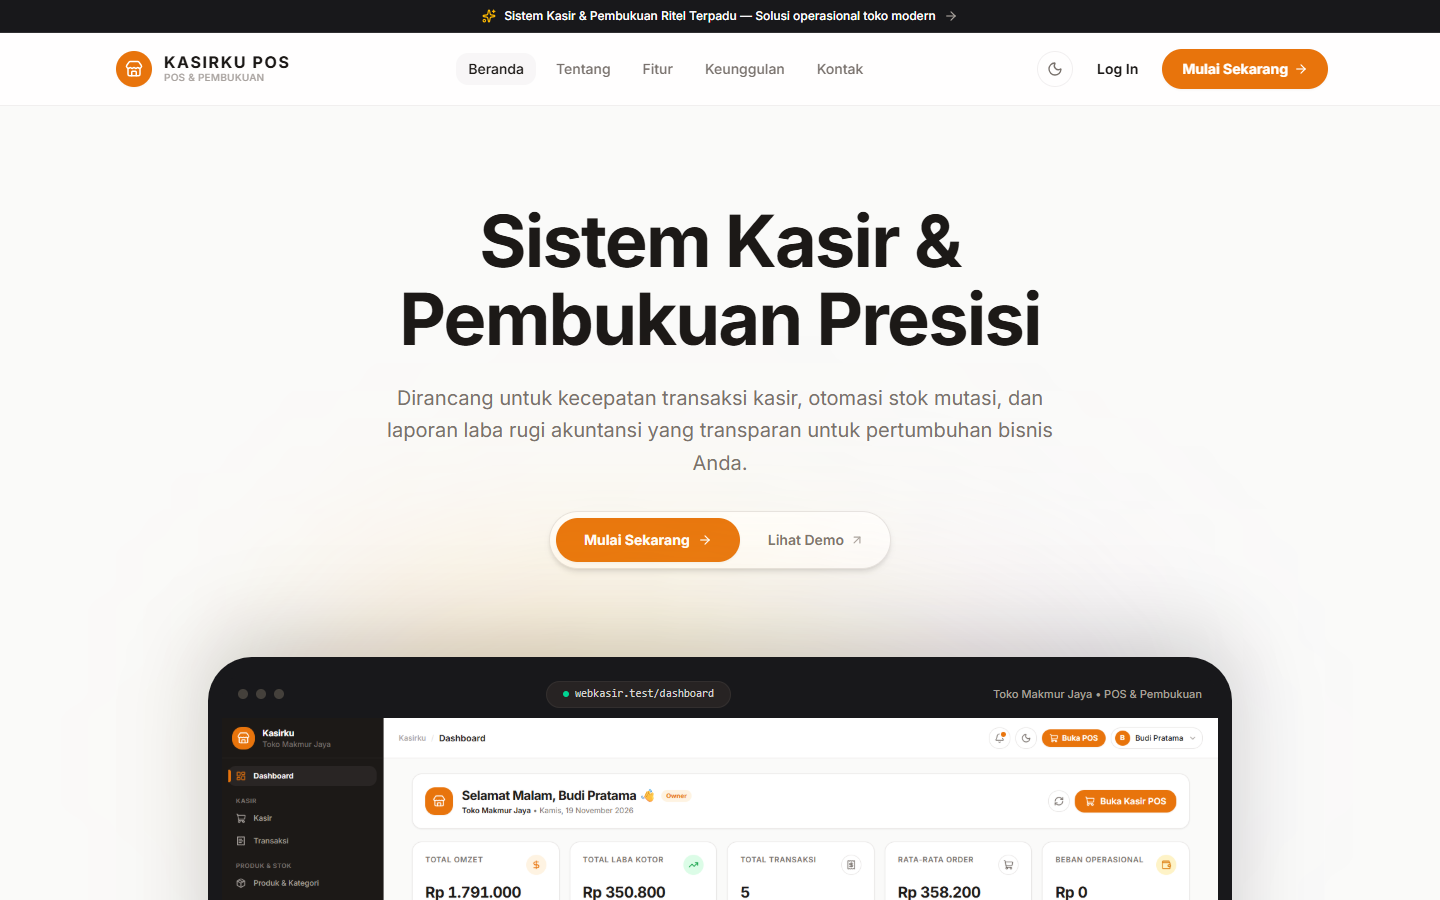 Sistem Kasir & Pembukuan Ritel Terpadu — Solusi operasional toko modern
KASIRKU POS
POS & PEMBUKUAN
Beranda
Tentang
Fitur
Keunggulan
Kontak
Log In
Mulai Sekarang
Sistem Kasir &
Pembukuan Presisi
Dirancang untuk kecepatan transaksi kasir, otomasi stok mutasi, dan
laporan laba rugi akuntansi yang transparan untuk pertumbuhan bisnis
Anda.
Mulai Sekarang
Lihat Demo
webkasir.test/dashboard
Toko Makmur Jaya • POS & Pembukuan
Kasirku
Toko Makmur Jaya
Kasirku / Dashboard
Buka POS
B
Budi Pratama
Dashboard
KASIR
Kasir
Transaksi
PRODUK & STOK
Produk & Kategori
Selamat Malam, Budi Pratama 👋
Owner
Toko Makmur Jaya • Kamis, 19 November 2026
Buka Kasir POS
TOTAL OMZET
Rp 1.791.000
TOTAL LABA KOTOR
Rp 350.800
TOTAL TRANSAKSI
5
RATA-RATA ORDER
Rp 358.200
BEBAN OPERASIONAL
Rp 0